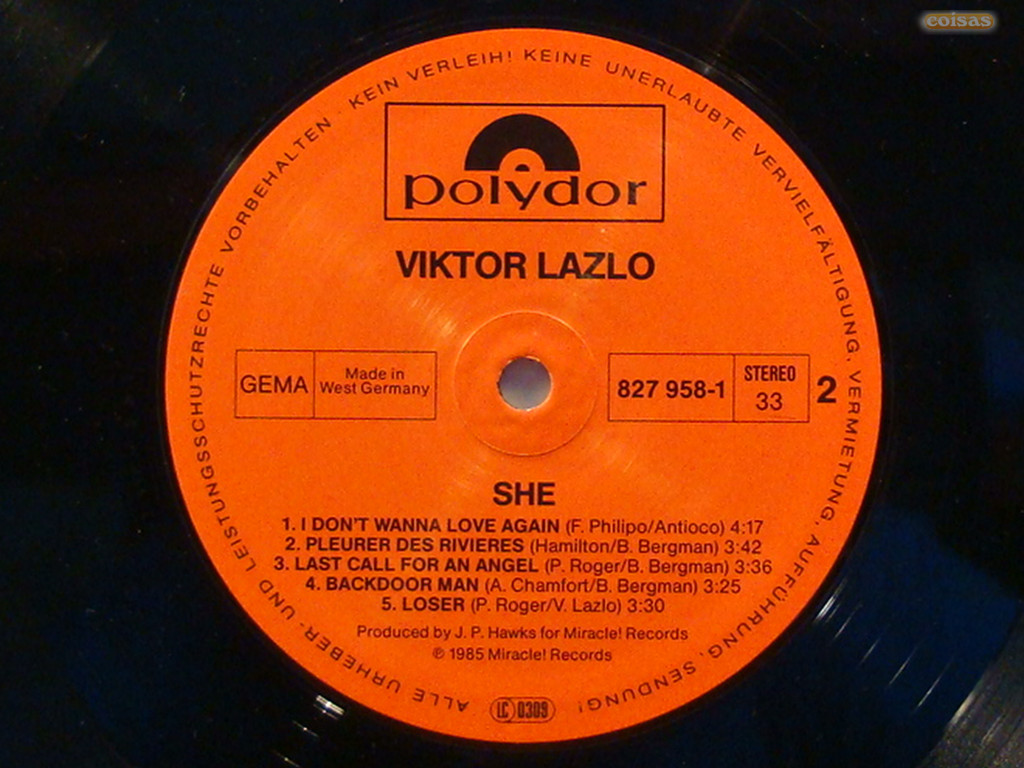 coisas
ALLE URHEBER- UND LEISTUNGSSCHUTZRECHTE VORBEHALTEN · KEIN VERLEIH! KEINE UNERLAUBTE VERVIELFÄLTIGUNG, VERMIETUNG, AUFFÜHRUNG, SENDUNG!
polydor
VIKTOR LAZLO
GEMA
Made in
West Germany
827 958-1
STEREO
33
2
SHE
1. I DON'T WANNA LOVE AGAIN (F. Philipo/Antioco) 4:17
2. PLEURER DES RIVIERES (Hamilton/B. Bergman) 3:42
3. LAST CALL FOR AN ANGEL (P. Roger/B. Bergman) 3:36
4. BACKDOOR MAN (A. Chamfort/B. Bergman) 3:25
5. LOSER (P. Roger/V. Lazlo) 3:30
Produced by J. P. Hawks for Miracle! Records
℗ 1985 Miracle! Records
LC 0309